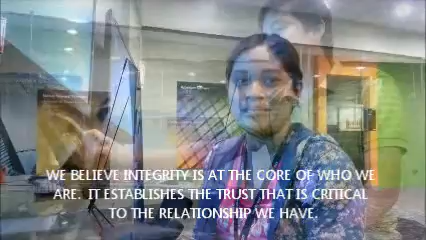 WE BELIEVE INTEGRITY IS AT THE CORE OF WHO WE
ARE. IT ESTABLISHES THE TRUST THAT IS CRITICAL
TO THE RELATIONSHIP WE HAVE.